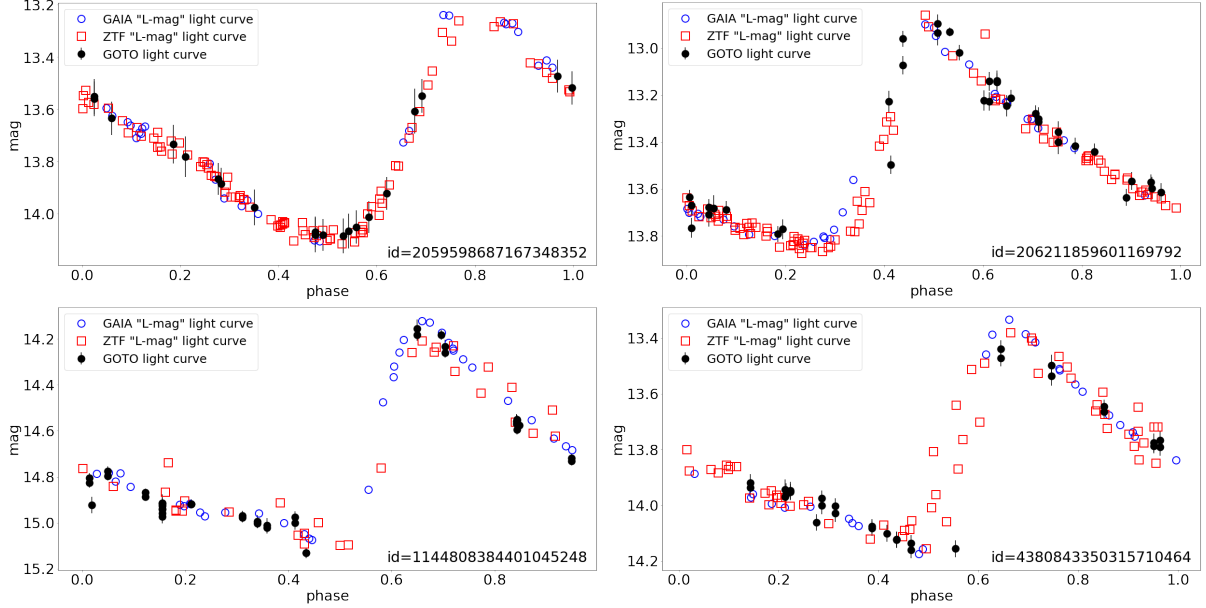 GAIA "L-mag" light curve
ZTF "L-mag" light curve
GOTO light curve
mag
13.2
13.4
13.6
13.8
14.0
0.0 0.2 0.4 0.6 0.8 1.0
phase
id=2059598687167348352
GAIA "L-mag" light curve
ZTF "L-mag" light curve
GOTO light curve
mag
13.0
13.2
13.4
13.6
13.8
0.0 0.2 0.4 0.6 0.8 1.0
phase
id=206211859601169792
GAIA "L-mag" light curve
ZTF "L-mag" light curve
GOTO light curve
mag
14.2
14.4
14.6
14.8
15.0
15.2
0.0 0.2 0.4 0.6 0.8 1.0
phase
id=1144808384401045248
GAIA "L-mag" light curve
ZTF "L-mag" light curve
GOTO light curve
mag
13.4
13.6
13.8
14.0
14.2
0.0 0.2 0.4 0.6 0.8 1.0
phase
id=4380843350315710464